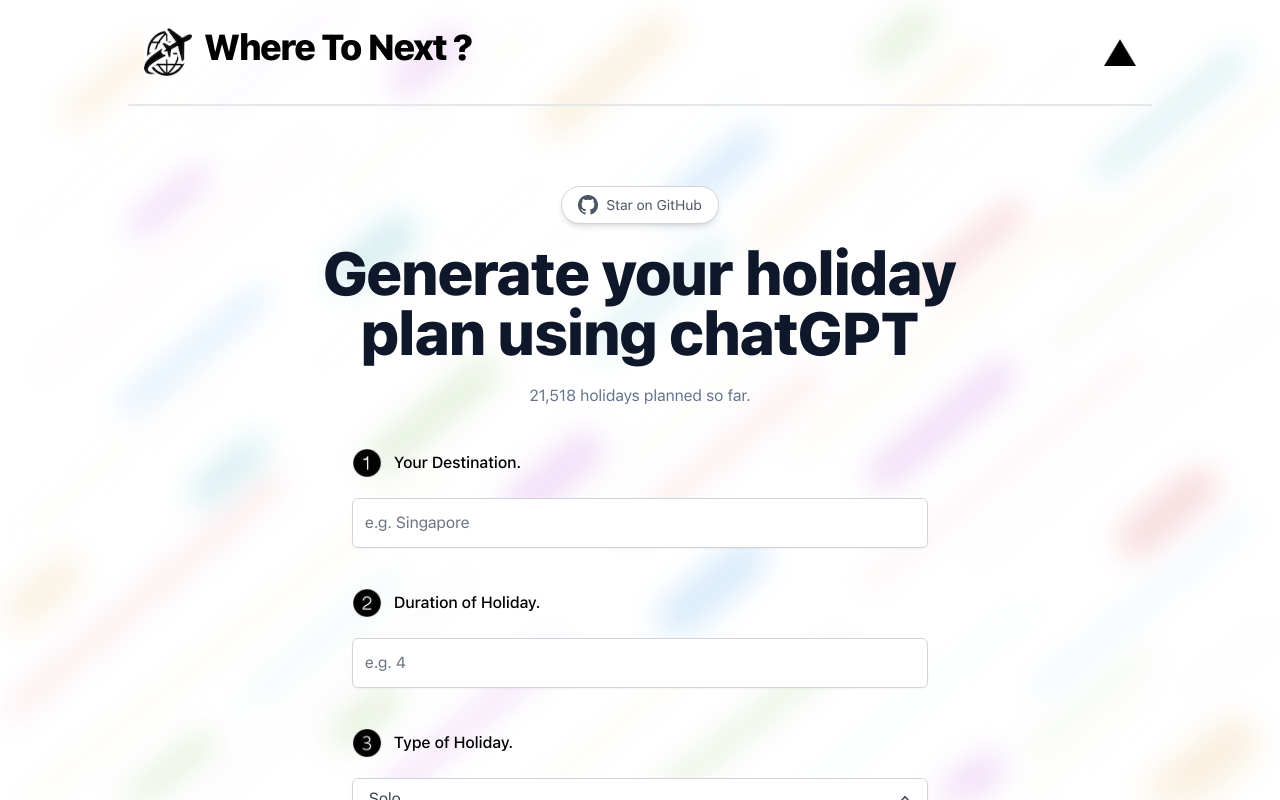 Where To Next ?
Star on GitHub
Generate your holiday
plan using chatGPT
21,518 holidays planned so far.
1 Your Destination.
e.g. Singapore
2 Duration of Holiday.
e.g. 4
3 Type of Holiday.
Solo